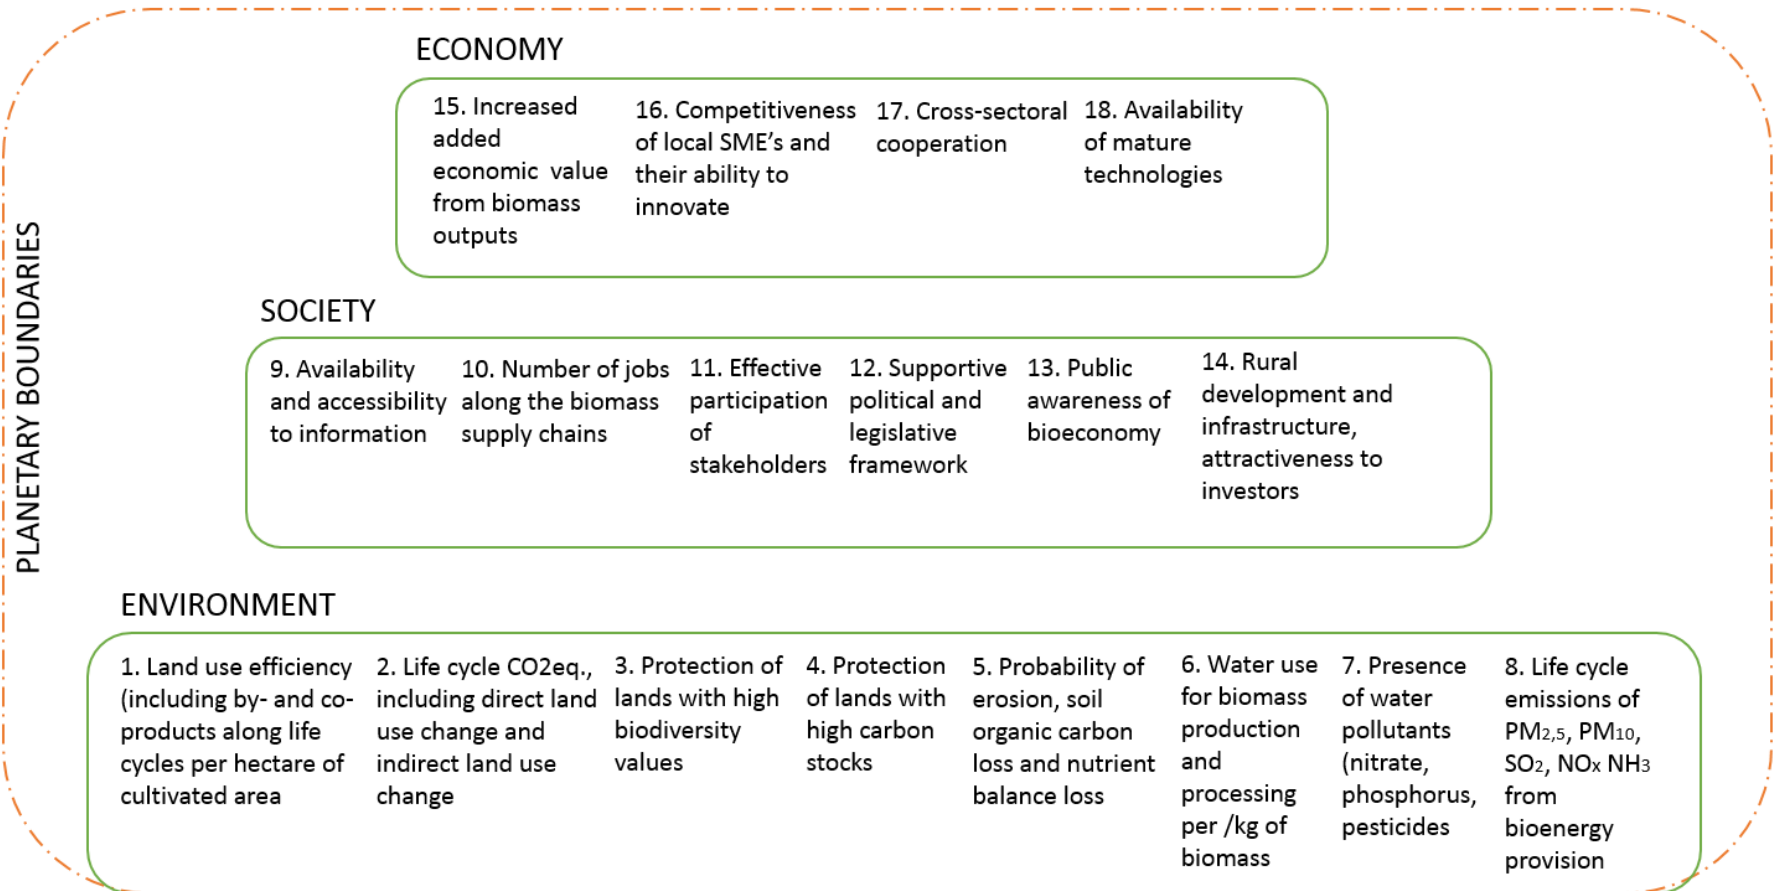 PLANETARY BOUNDARIES
ECONOMY
15. Increased
added
economic value
from biomass
outputs
16. Competitiveness
of local SME’s and
their ability to
innovate
17. Cross-sectoral
cooperation
18. Availability
of mature
technologies
SOCIETY
9. Availability
and accessibility
to information
10. Number of jobs
along the biomass
supply chains
11. Effective
participation
of
stakeholders
12. Supportive
political and
legislative
framework
13. Public
awareness of
bioeconomy
14. Rural
development and
infrastructure,
attractiveness to
investors
ENVIRONMENT
1. Land use efficiency
(including by- and co-
products along life
cycles per hectare of
cultivated area
2. Life cycle CO2eq.,
including direct land
use change and
indirect land use
change
3. Protection of
lands with high
biodiversity
values
4. Protection
of lands with
high carbon
stocks
5. Probability of
erosion, soil
organic carbon
loss and nutrient
balance loss
6. Water use
for biomass
production
and
processing
per /kg of
biomass
7. Presence
of water
pollutants
(nitrate,
phosphorus,
pesticides
8. Life cycle
emissions of
PM2,5, PM10,
SO2, NOx NH3
from
bioenergy
provision